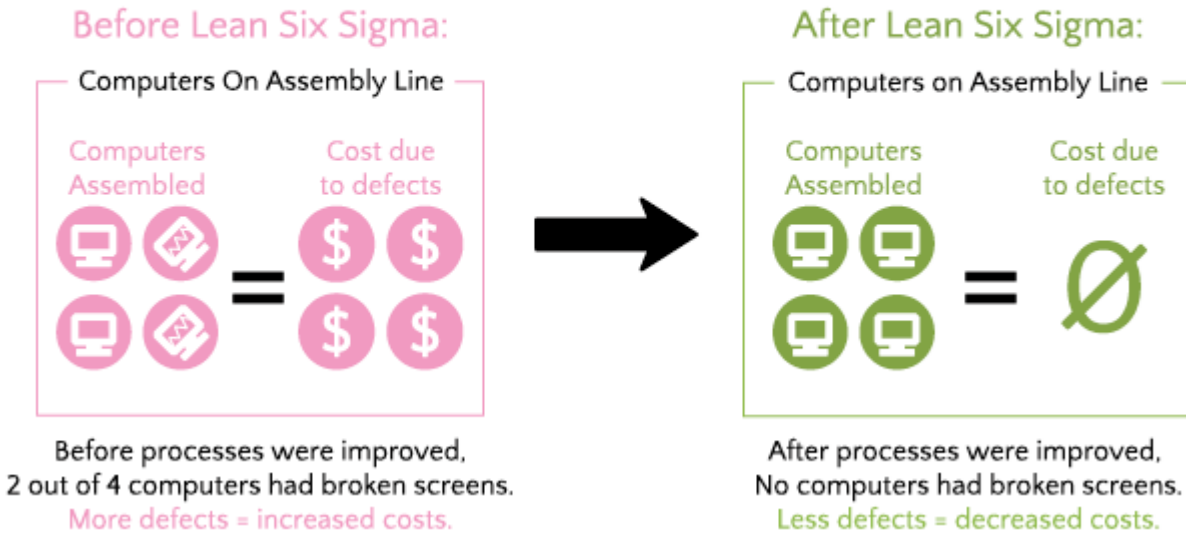 Before Lean Six Sigma:
Computers On Assembly Line
Computers
Assembled
Cost due
to defects
=
$ $
$ $
Before processes were improved,
2 out of 4 computers had broken screens.
More defects = increased costs.
After Lean Six Sigma:
Computers on Assembly Line
Computers
Assembled
Cost due
to defects
=
Ø
After processes were improved,
No computers had broken screens.
Less defects = decreased costs.